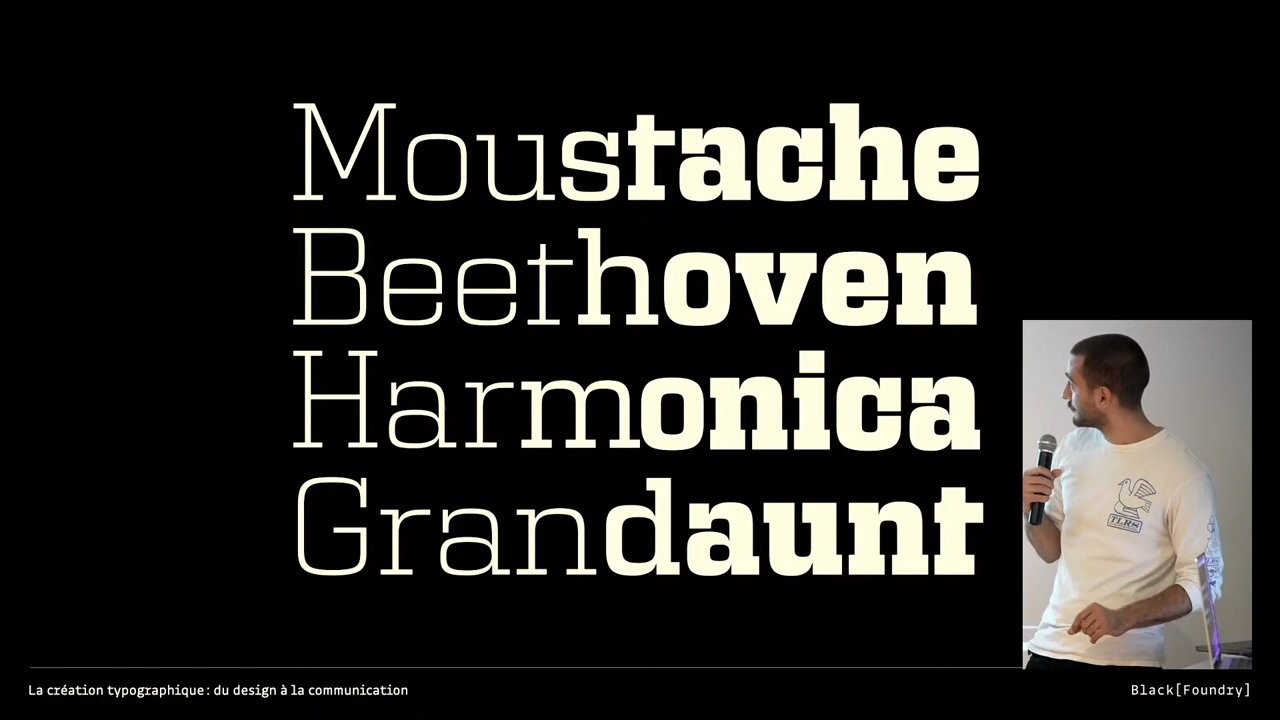 Moustache
Beethoven
Harmonica
Grandaunt
TLRS
La création typographique : du design à la communication
Black[Foundry]